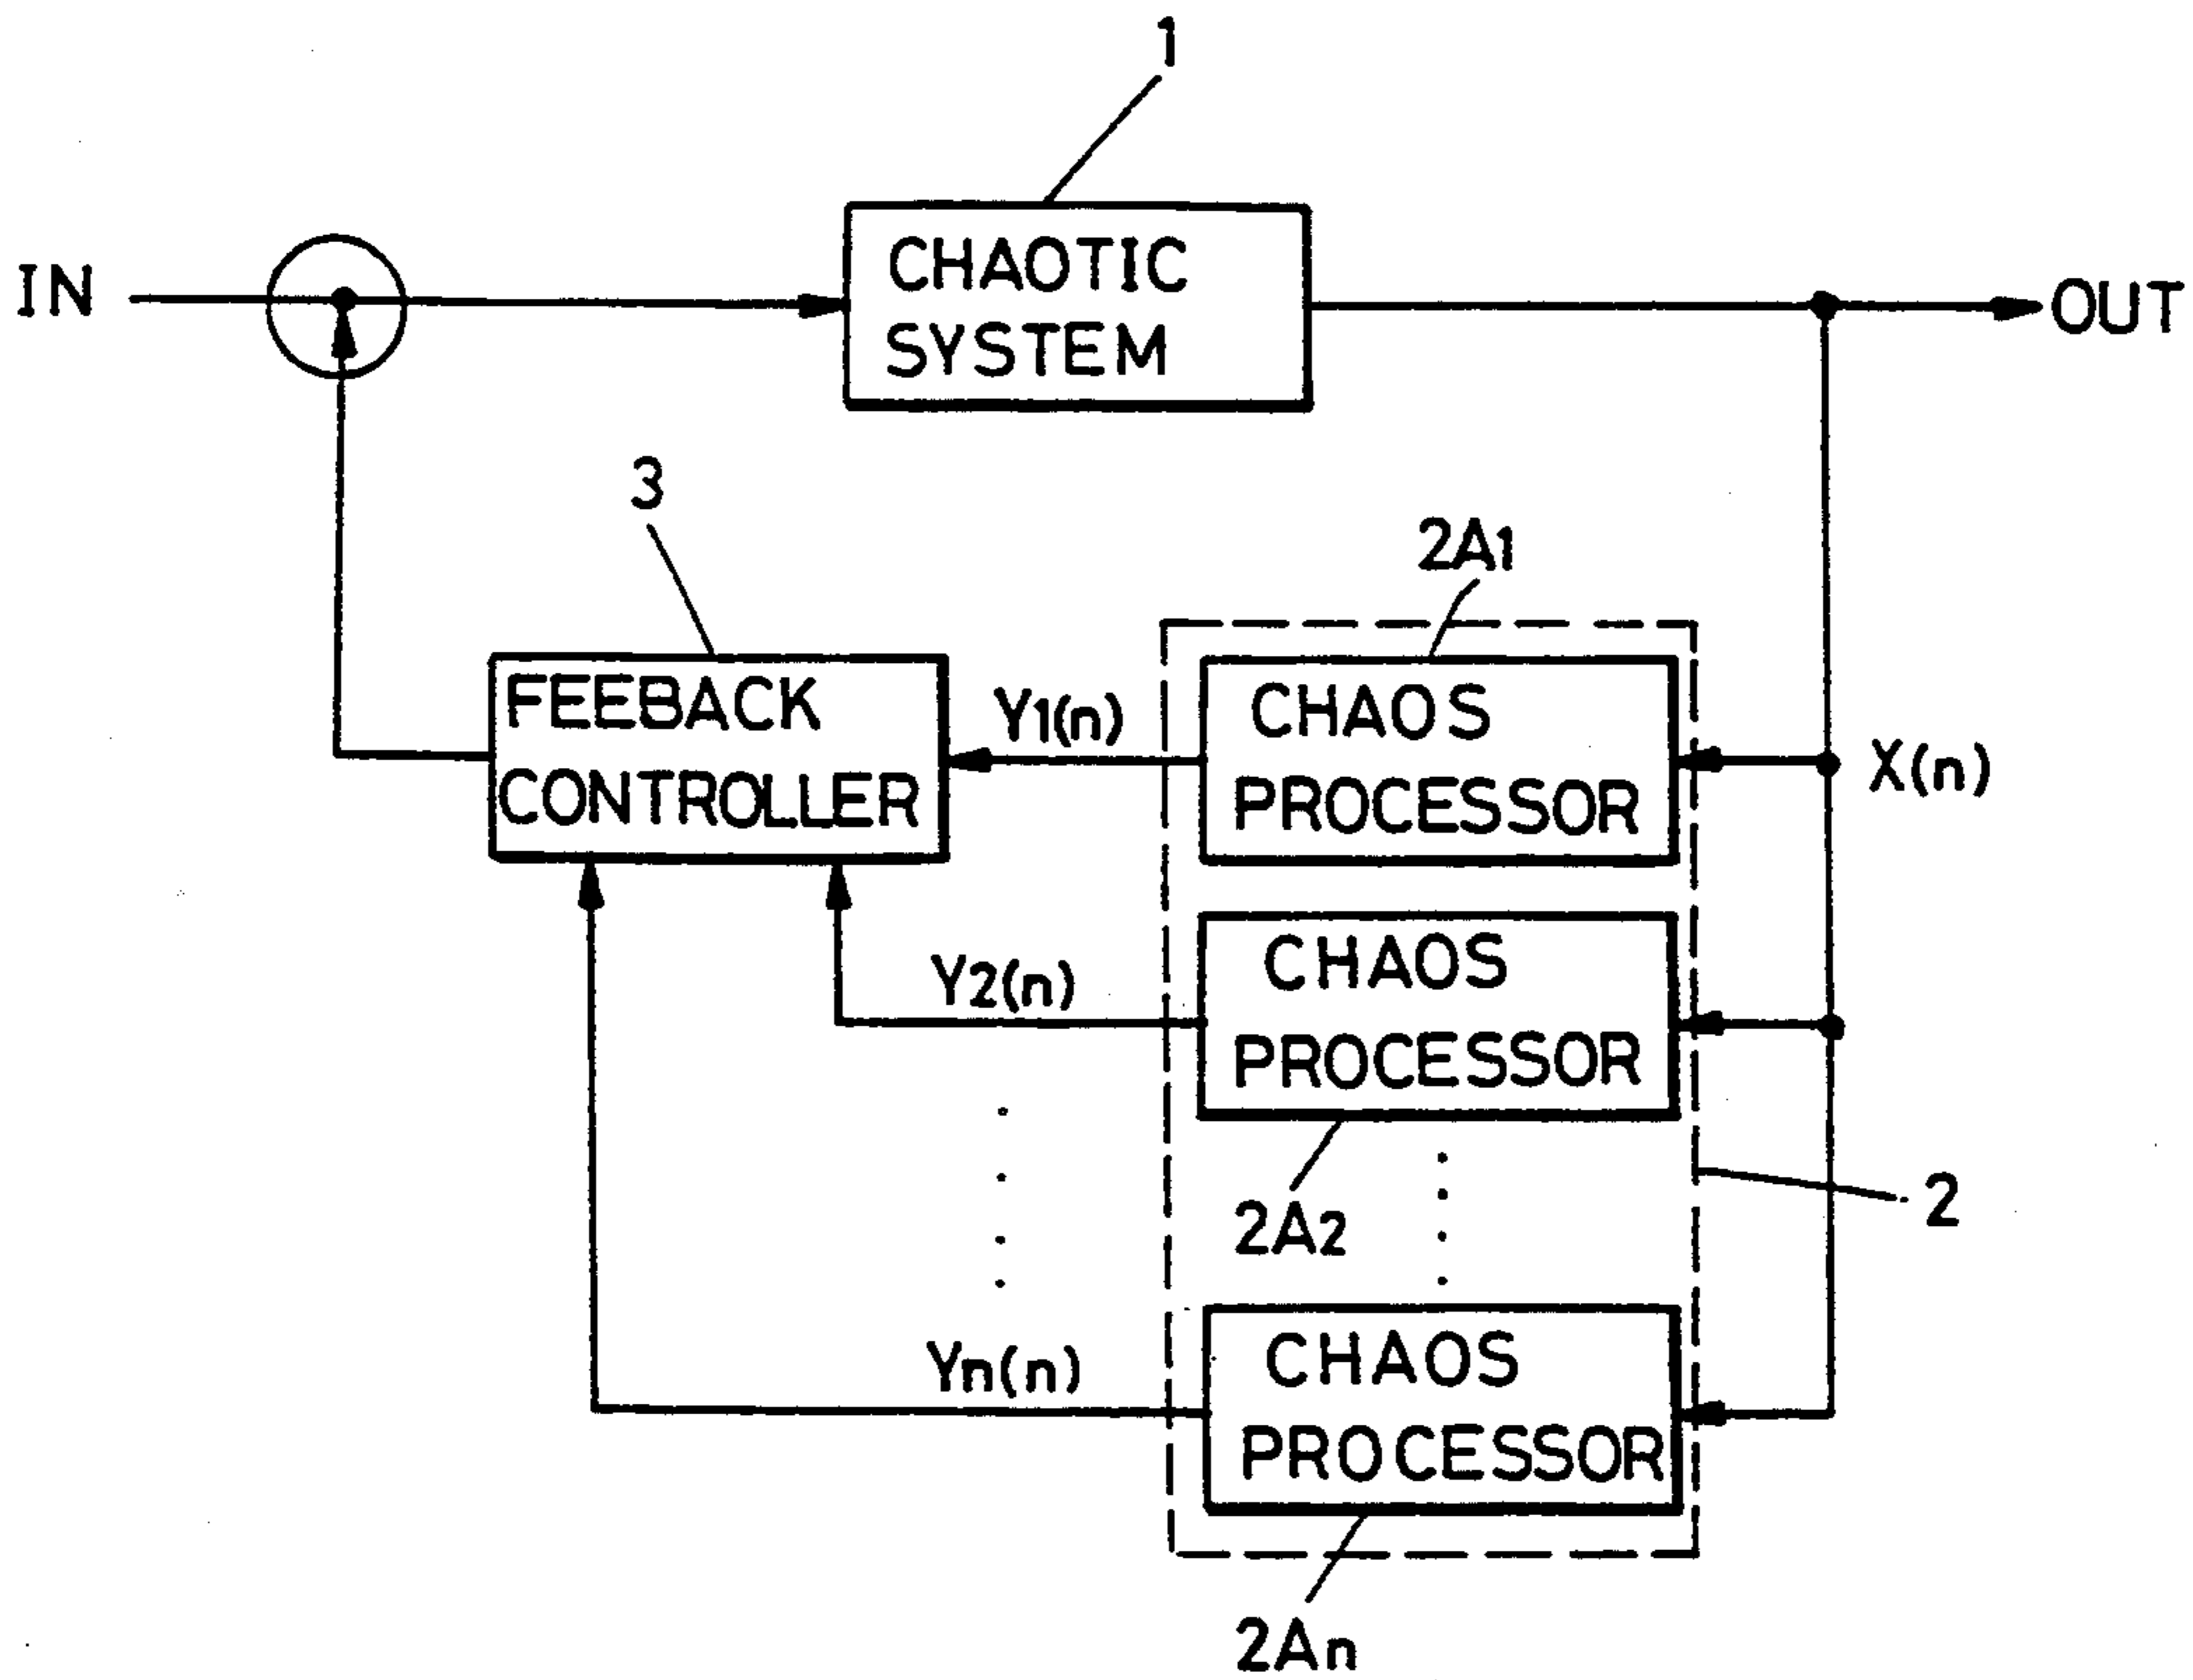 1
IN
CHAOTIC
SYSTEM
OUT
3
2A1
FEEBACK
CONTROLLER
Y1(n)
CHAOS
PROCESSOR
X(n)
Y2(n)
CHAOS
PROCESSOR
2A2
2
Yn(n)
CHAOS
PROCESSOR
2An